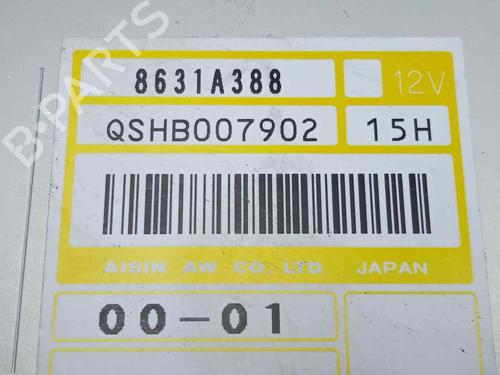 8631A388 12V
QSHB007902 15H
AISIN AW CO., LTD. JAPAN
00-01
B-PARTS